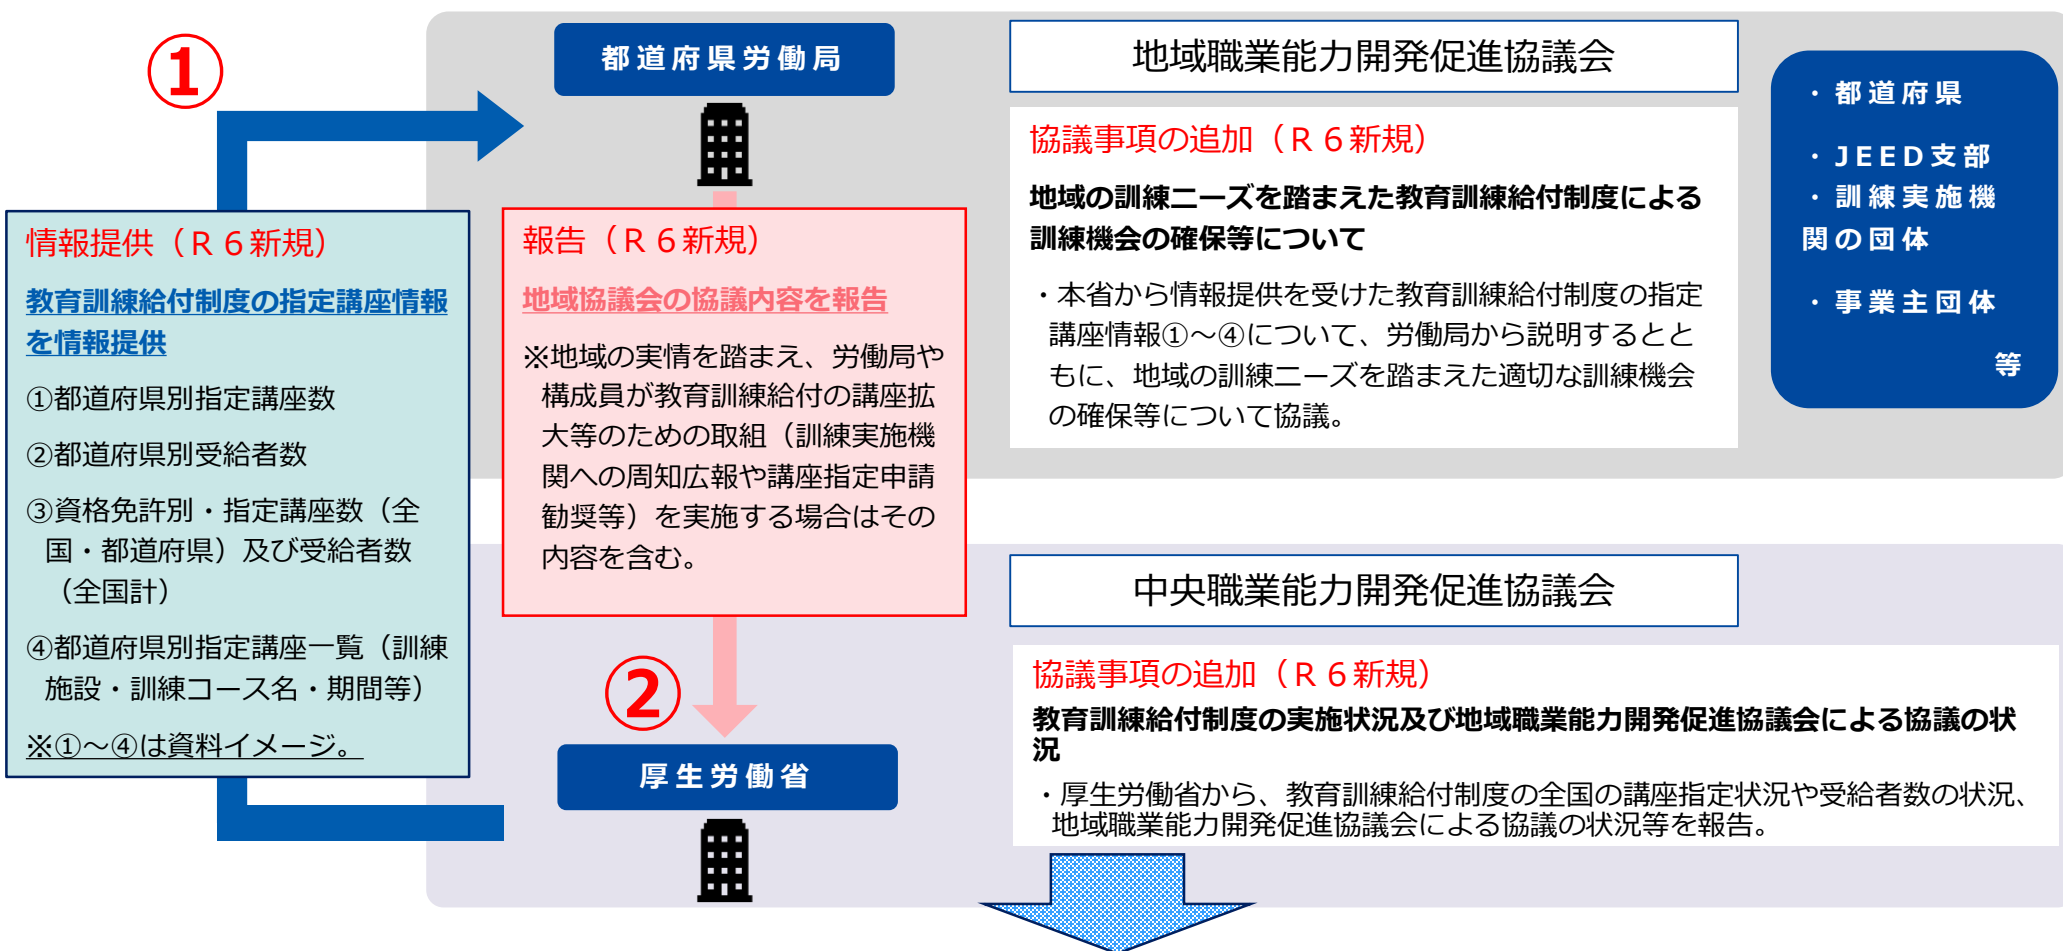 ①
都道府県労働局
地域職業能力開発促進協議会
協議事項の追加（Ｒ６新規）
地域の訓練ニーズを踏まえた教育訓練給付制度による
訓練機会の確保等について
・本省から情報提供を受けた教育訓練給付制度の指定
講座情報①～④について、労働局から説明するとと
もに、地域の訓練ニーズを踏まえた適切な訓練機会
の確保等について協議。
・都道府県
・JEED支部
・訓練実施機
関の団体
・事業主団体
等
情報提供（Ｒ６新規）
教育訓練給付制度の指定講座情報
を情報提供
①都道府県別指定講座数
②都道府県別受給者数
③資格免許別・指定講座数（全
国・都道府県）及び受給者数
（全国計）
④都道府県別指定講座一覧（訓練
施設・訓練コース名・期間等）
※①～④は資料イメージ。
報告（Ｒ６新規）
地域協議会の協議内容を報告
※地域の実情を踏まえ、労働局や
構成員が教育訓練給付の講座拡
大等のための取組（訓練実施機
関への周知広報や講座指定申請
勧奨等）を実施する場合はその
内容を含む。
②
厚生労働省
中央職業能力開発促進協議会
協議事項の追加（Ｒ６新規）
教育訓練給付制度の実施状況及び地域職業能力開発促進協議会による協議の状
況
・厚生労働省から、教育訓練給付制度の全国の講座指定状況や受給者数の状況、
地域職業能力開発促進協議会による協議の状況等を報告。